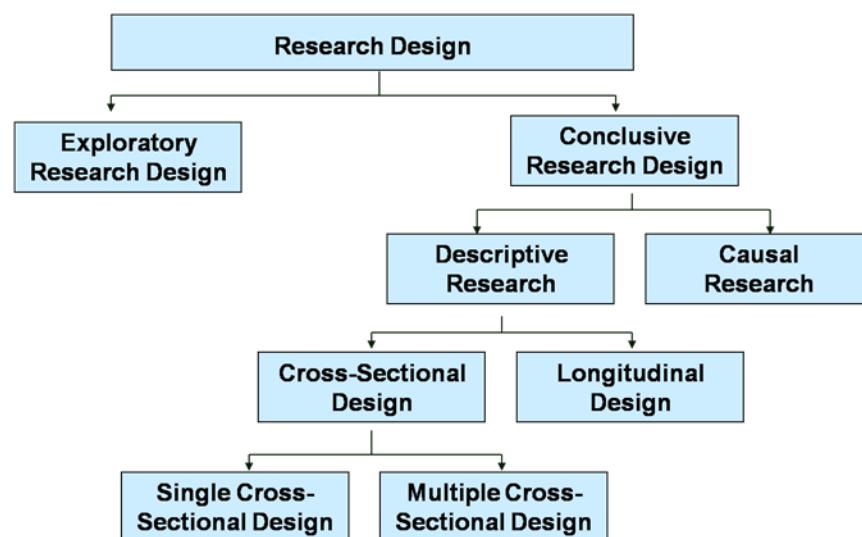 Research Design
Exploratory
Research Design
Conclusive
Research Design
Descriptive
Research
Causal
Research
Cross-Sectional
Design
Longitudinal
Design
Single Cross-
Sectional Design
Multiple Cross-
Sectional Design